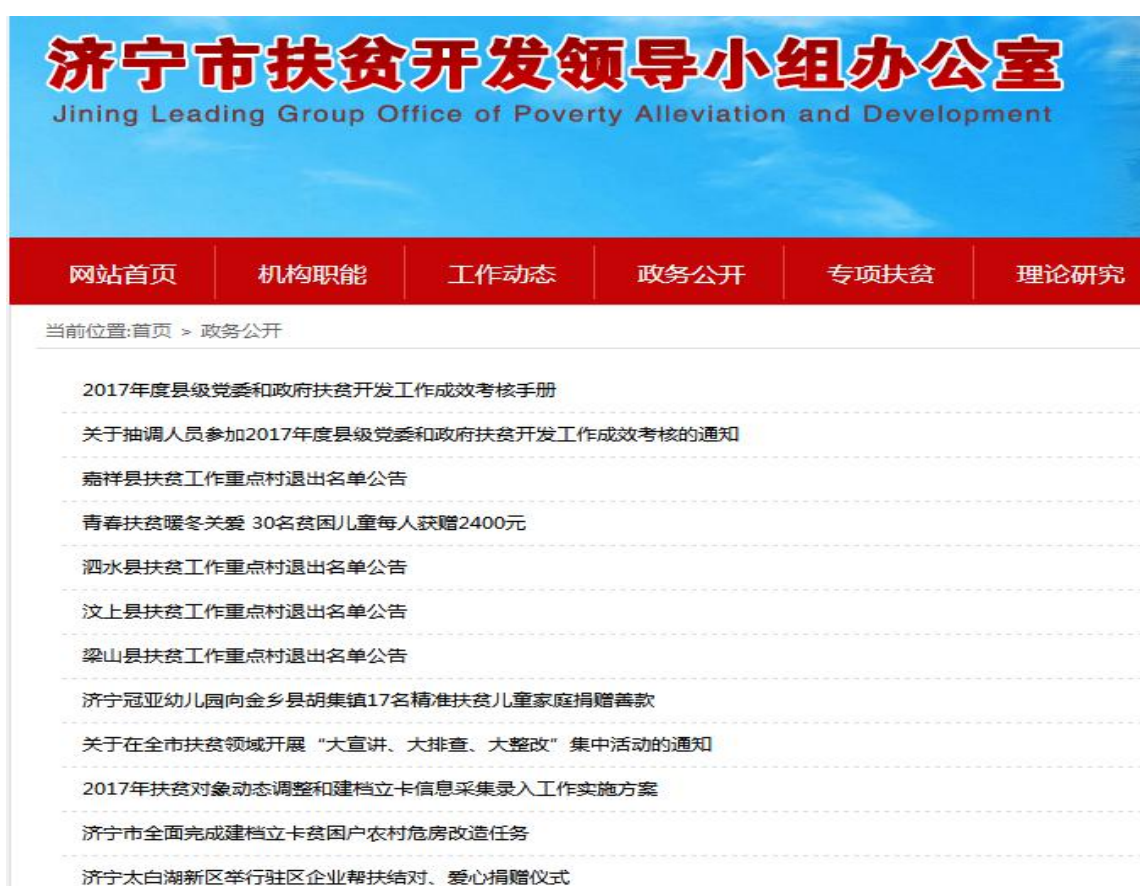 济宁市扶贫开发领导小组办公室
Jining Leading Group Office of Poverty Alleviation and Development
网站首页 机构职能 工作动态 政务公开 专项扶贫 理论研究
当前位置:首页 > 政务公开
2017年度县级党委和政府扶贫开发工作成效考核手册
关于抽调人员参加2017年度县级党委和政府扶贫开发工作成效考核的通知
嘉祥县扶贫工作重点村退出名单公告
青春扶贫暖冬关爱 30名贫困儿童每人获赠2400元
泗水县扶贫工作重点村退出名单公告
汶上县扶贫工作重点村退出名单公告
梁山县扶贫工作重点村退出名单公告
济宁冠亚幼儿园向金乡县胡集镇17名精准扶贫儿童家庭捐赠善款
关于在全市扶贫领域开展“大宣讲、大排查、大整改”集中活动的通知
2017年扶贫对象动态调整和建档立卡信息采集录入工作实施方案
济宁市全面完成建档立卡贫困户农村危房改造任务
济宁太白湖新区举行驻区企业帮扶结对、爱心捐赠仪式